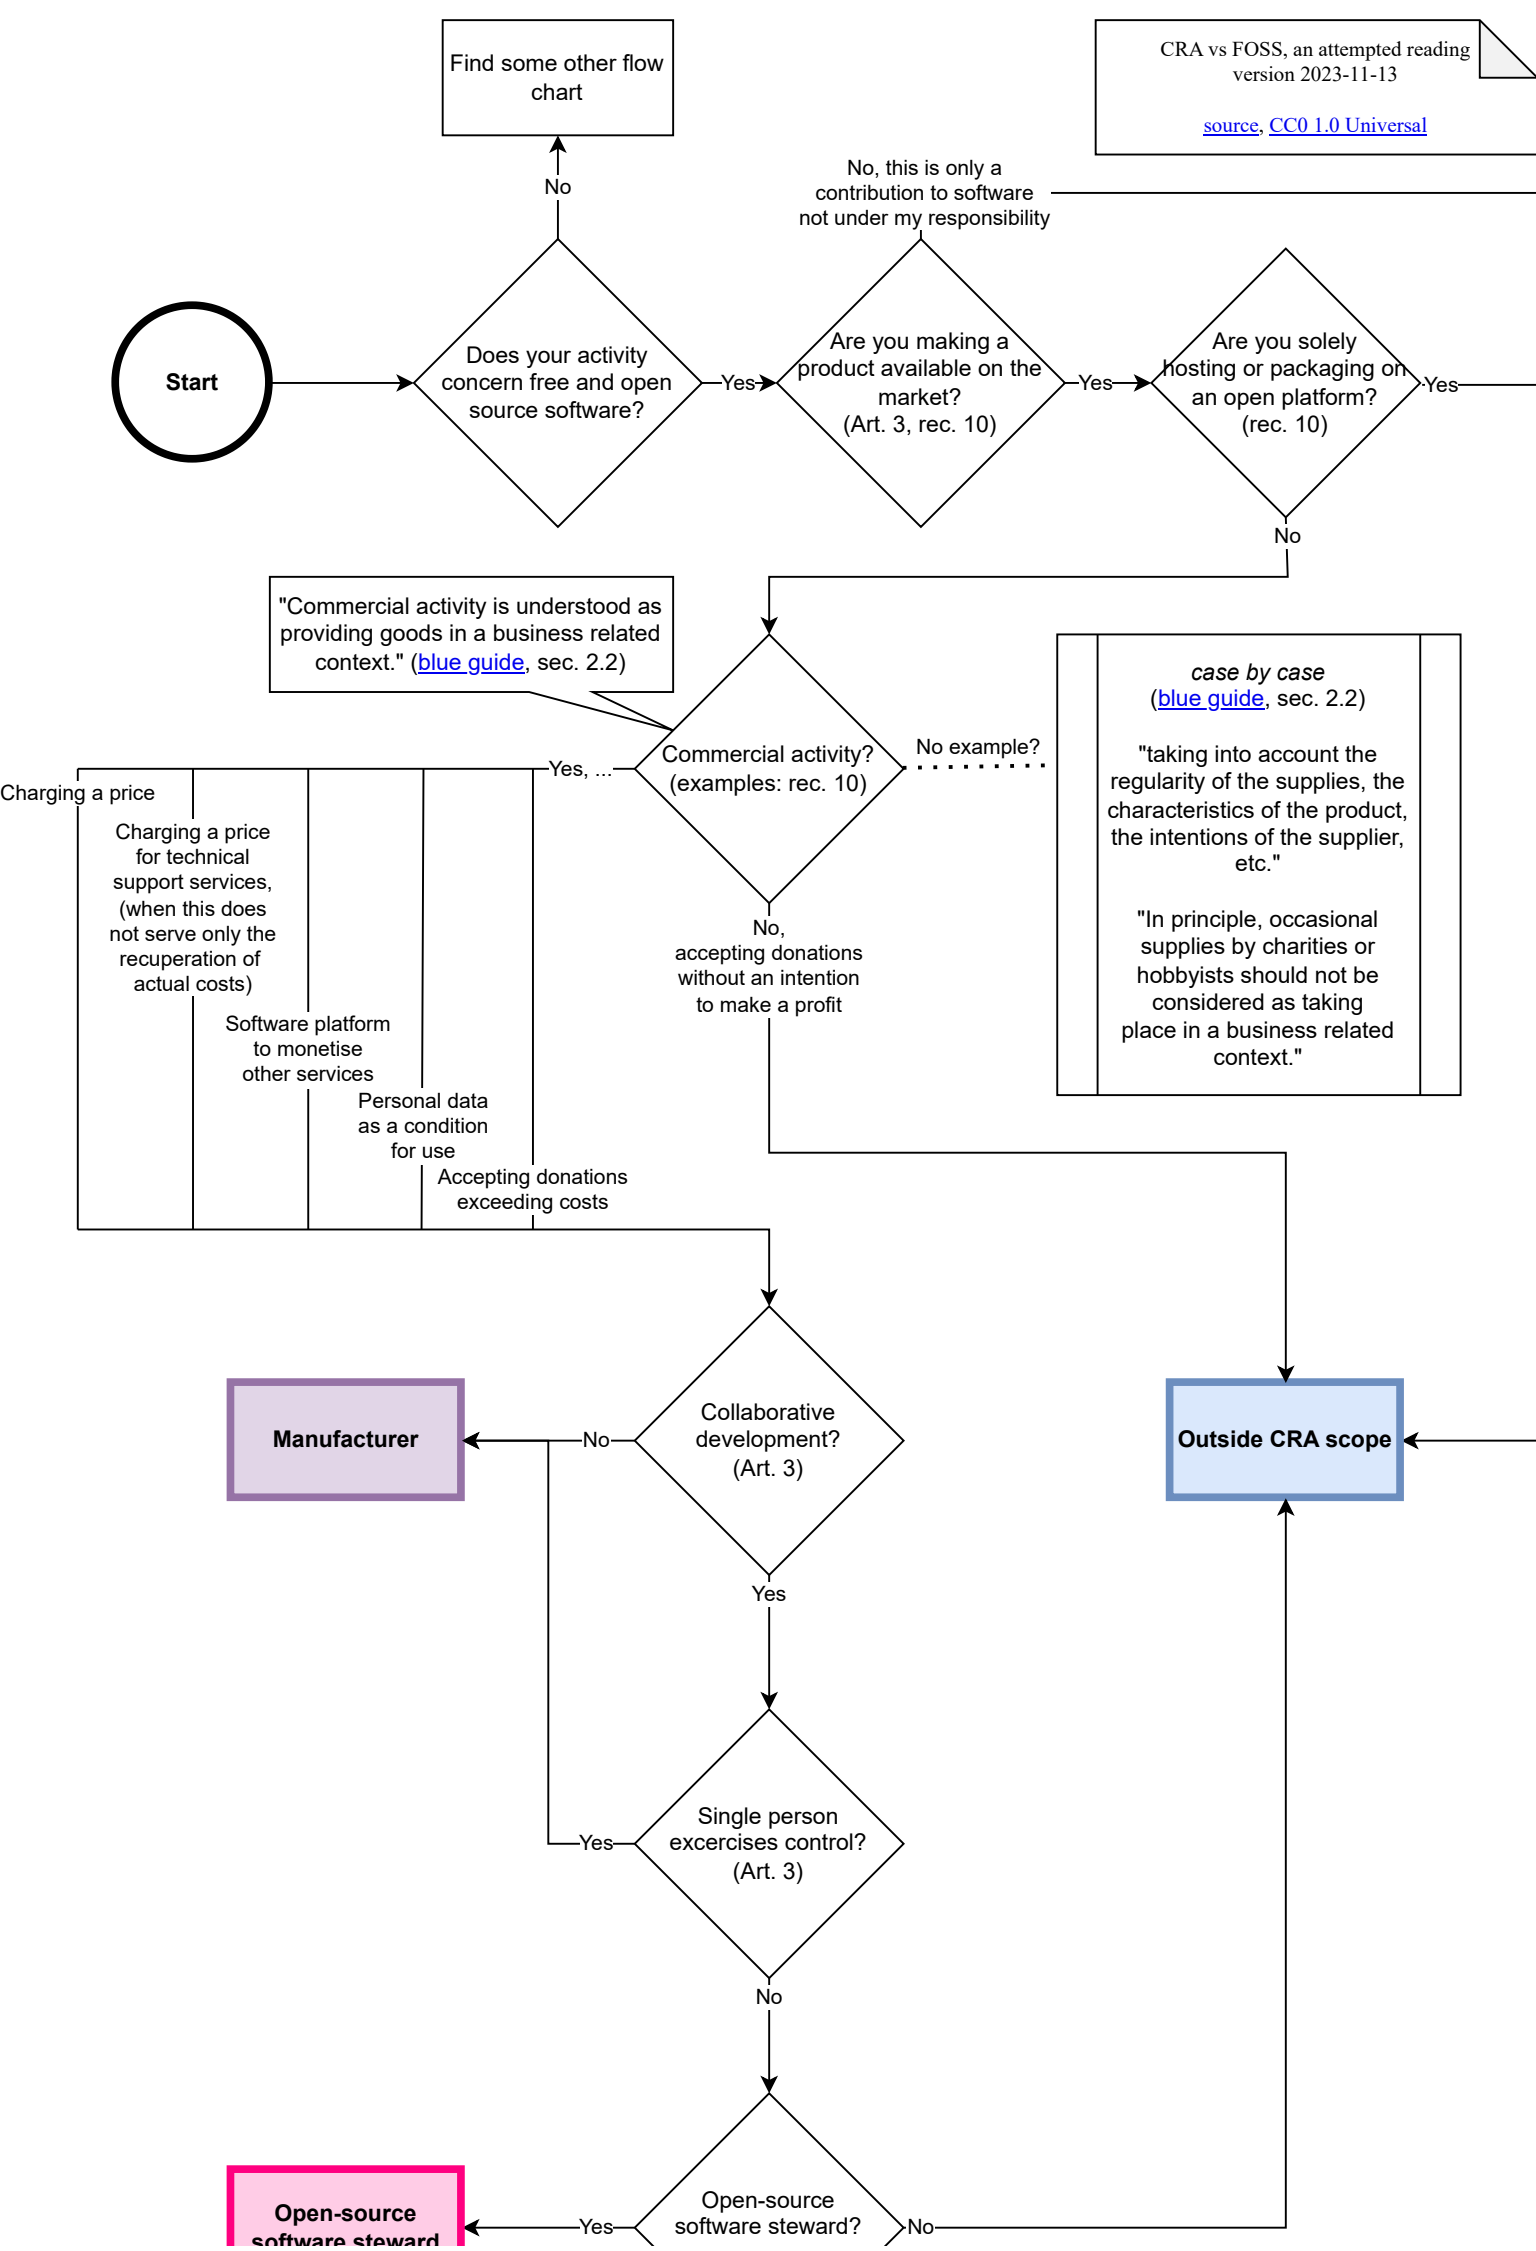 Find some other flow
chart
CRA vs FOSS, an attempted reading
version 2023-11-13
source, CC0 1.0 Universal
No
No, this is only a
contribution to software
not under my responsibility
Start
Does your activity
concern free and open
source software?
Yes
Are you making a
product available on the
market?
(Art. 3, rec. 10)
Yes
Are you solely
hosting or packaging on
an open platform?
(rec. 10)
Yes
No
"Commercial activity is understood as
providing goods in a business related
context." (blue guide, sec. 2.2)
Commercial activity?
(examples: rec. 10)
No example?
case by case
(blue guide, sec. 2.2)
"taking into account the
regularity of the supplies, the
characteristics of the product,
the intentions of the supplier,
etc."
"In principle, occasional
supplies by charities or
hobbyists should not be
considered as taking
place in a business related
context."
Yes, ...
Charging a price
Charging a price
for technical
support services,
(when this does
not serve only the
recuperation of
actual costs)
Software platform
to monetise
other services
Personal data
as a condition
for use
Accepting donations
exceeding costs
No,
accepting donations
without an intention
to make a profit
Manufacturer
No
Collaborative
development?
(Art. 3)
Outside CRA scope
Yes
Single person
excercises control?
(Art. 3)
Yes
No
Open-source
software steward
Yes
Open-source
software steward?
No